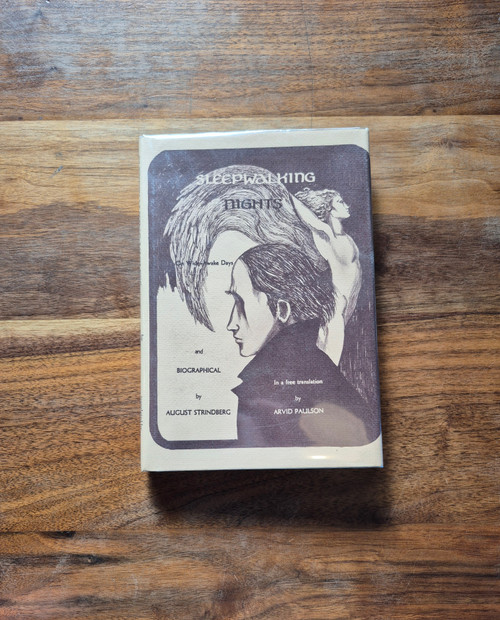 SLEEPWALKING
NIGHTS
On Wide-Awake Days
and
BIOGRAPHICAL
by
AUGUST STRINDBERG
In a free translation
by
ARVID PAULSON